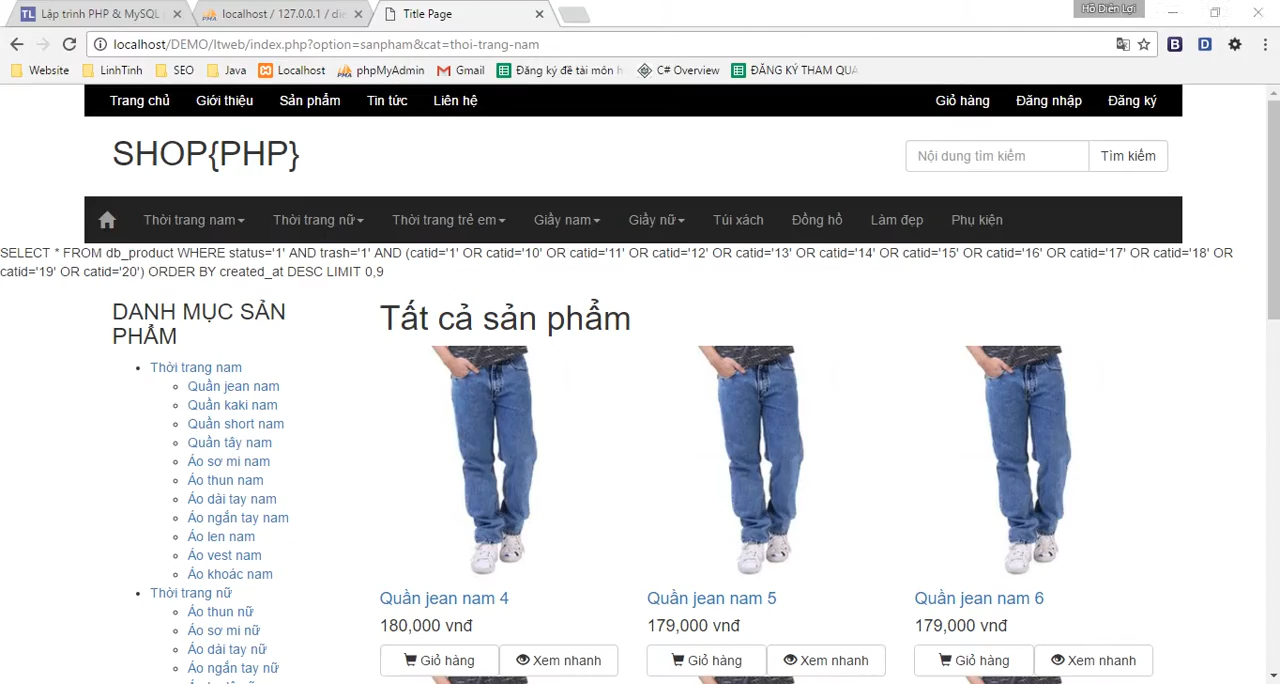 Lập trình PHP & MySQL
localhost / 127.0.0.1 / di
Title Page
Hồ Diên Lợi
localhost/DEMO/ltweb/index.php?option=sanpham&cat=thoi-trang-nam
Website LinhTinh SEO Java Localhost phpMyAdmin Gmail Đăng ký đề tài môn h C# Overview ĐĂNG KÝ THAM QUA
Trang chủ Giới thiệu Sản phẩm Tin tức Liên hệ Giỏ hàng Đăng nhập Đăng ký
SHOP{PHP}
Nội dung tìm kiếm Tìm kiếm
Thời trang nam Thời trang nữ Thời trang trẻ em Giầy nam Giầy nữ Túi xách Đồng hồ Làm đẹp Phụ kiện
SELECT * FROM db_product WHERE status='1' AND trash='1' AND (catid='1' OR catid='10' OR catid='11' OR catid='12' OR catid='13' OR catid='14' OR catid='15' OR catid='16' OR catid='17' OR catid='18' OR
catid='19' OR catid='20') ORDER BY created_at DESC LIMIT 0,9
DANH MỤC SẢN
PHẨM
Thời trang nam
Quần jean nam
Quần kaki nam
Quần short nam
Quần tây nam
Áo sơ mi nam
Áo thun nam
Áo dài tay nam
Áo ngắn tay nam
Áo len nam
Áo vest nam
Áo khoác nam
Thời trang nữ
Áo thun nữ
Áo sơ mi nữ
Áo dài tay nữ
Áo ngắn tay nữ
Tất cả sản phẩm
Quần jean nam 4
180,000 vnđ
Giỏ hàng Xem nhanh
Quần jean nam 5
179,000 vnđ
Giỏ hàng Xem nhanh
Quần jean nam 6
179,000 vnđ
Giỏ hàng Xem nhanh